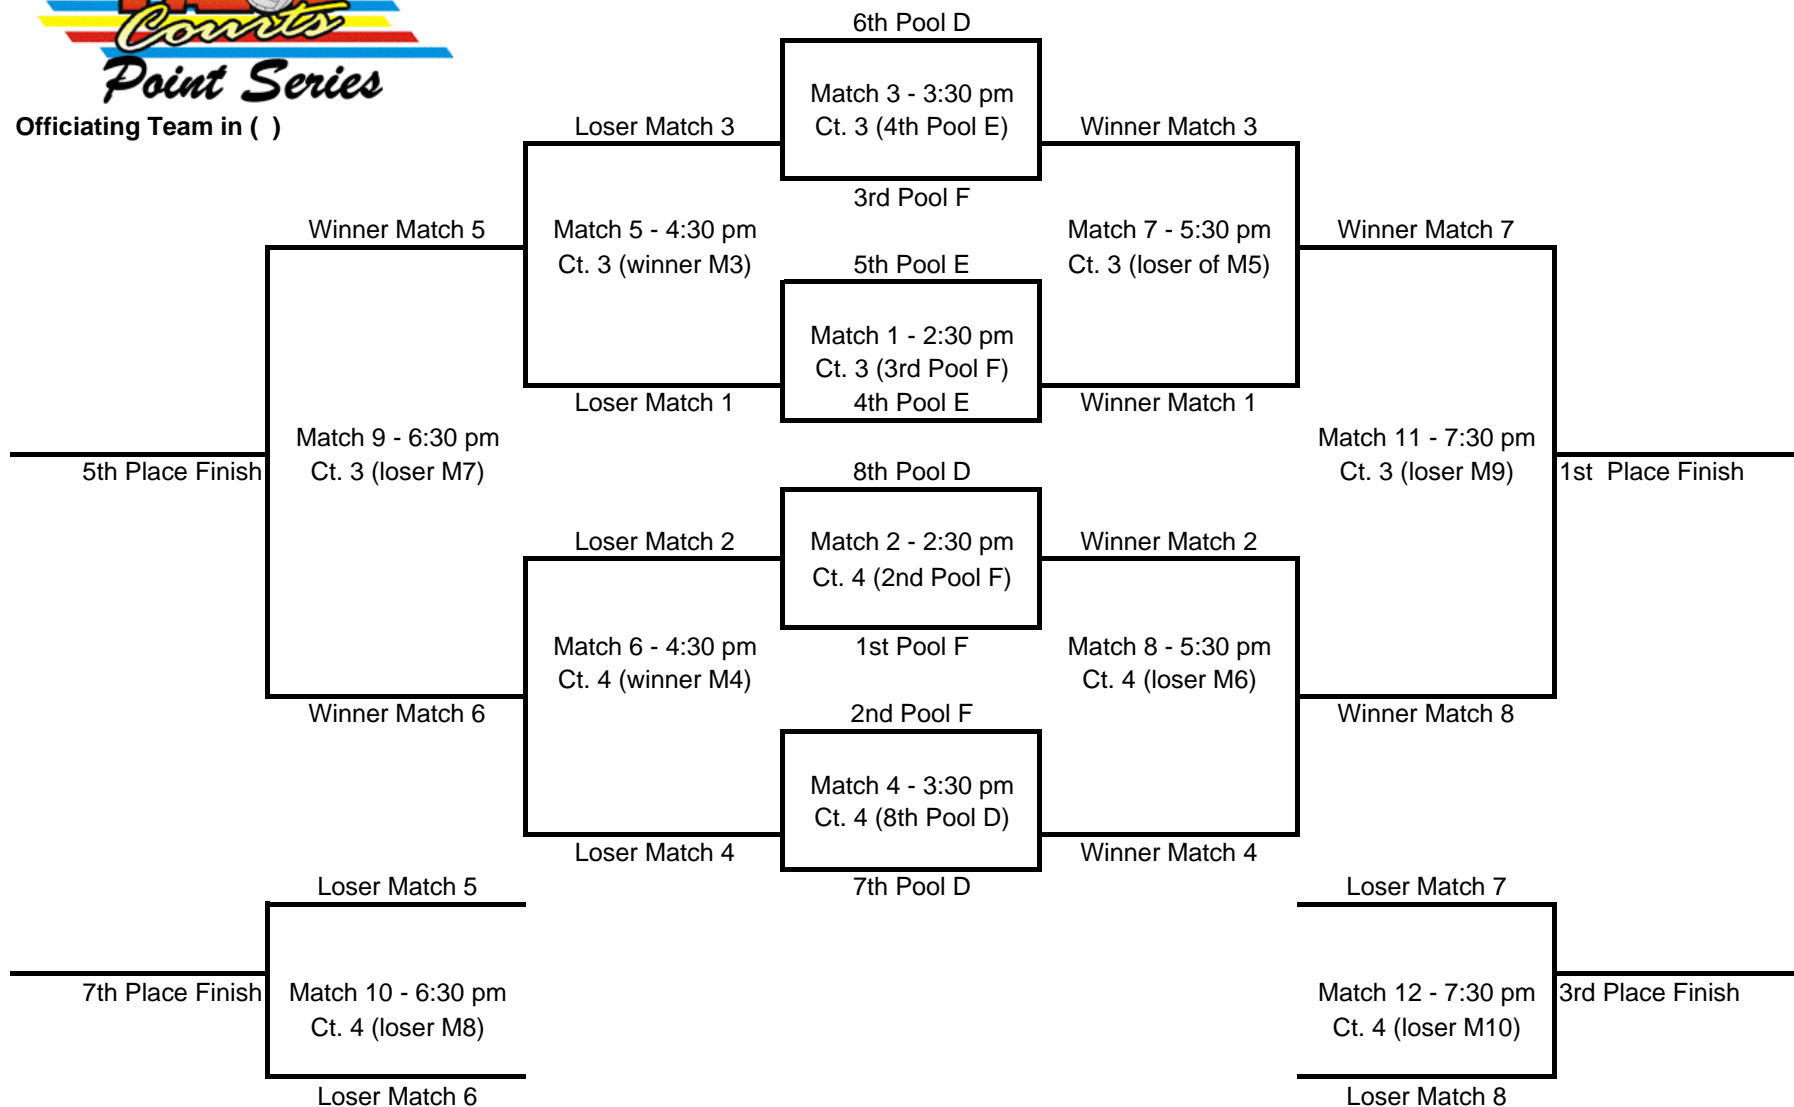 Courts
Point Series
Officiating Team in ( )
6th Pool D
Match 3 - 3:30 pm
Ct. 3 (4th Pool E)
Loser Match 3
Winner Match 3
3rd Pool F
Winner Match 5
Match 5 - 4:30 pm
Ct. 3 (winner M3)
Match 7 - 5:30 pm
Ct. 3 (loser of M5)
Winner Match 7
5th Pool E
Match 1 - 2:30 pm
Ct. 3 (3rd Pool F)
4th Pool E
Loser Match 1
Winner Match 1
Match 9 - 6:30 pm
Ct. 3 (loser M7)
5th Place Finish
Match 11 - 7:30 pm
Ct. 3 (loser M9)
1st  Place Finish
8th Pool D
Loser Match 2
Match 2 - 2:30 pm
Ct. 4 (2nd Pool F)
Winner Match 2
1st Pool F
Match 6 - 4:30 pm
Ct. 4 (winner M4)
Match 8 - 5:30 pm
Ct. 4 (loser M6)
Winner Match 6
2nd Pool F
Winner Match 8
Match 4 - 3:30 pm
Ct. 4 (8th Pool D)
Loser Match 4
Winner Match 4
7th Pool D
Loser Match 5
Loser Match 7
7th Place Finish
Match 10 - 6:30 pm
Ct. 4 (loser M8)
Match 12 - 7:30 pm
Ct. 4 (loser M10)
3rd Place Finish
Loser Match 6
Loser Match 8